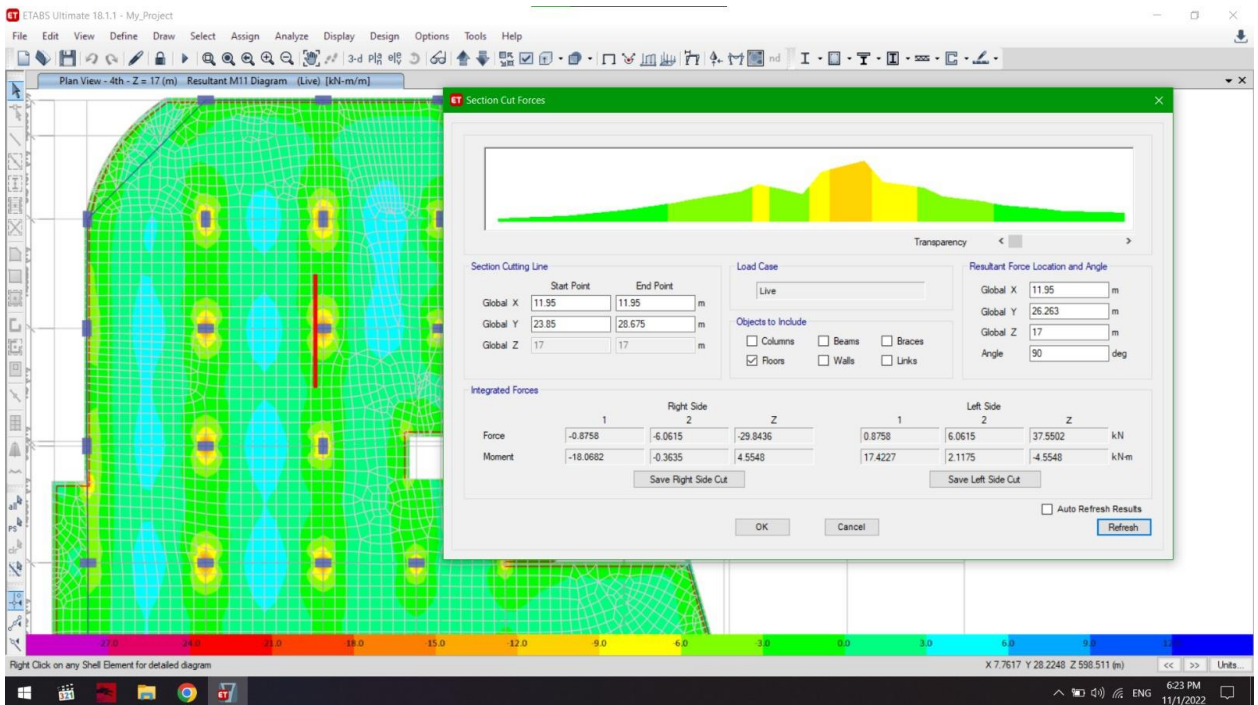 ETABS Ultimate 18.1.1 - My_Project
File Edit View Define Draw Select Assign Analyze Display Design Options Tools Help
3-d nd
Plan View - 4th - Z = 17 (m) Resultant M11 Diagram (Live) [kN-m/m]
Section Cut Forces
Transparency < >
Section Cutting Line
Start Point End Point
Global X 11.95 11.95 m
Global Y 23.85 28.675 m
Global Z 17 17 m
Load Case
Live
Objects to Include
Columns Beams Braces
Floors Walls Links
Resultant Force Location and Angle
Global X 11.95 m
Global Y 26.263 m
Global Z 17 m
Angle 90 deg
Integrated Forces
Right Side Left Side
1 2 Z 1 2 Z
Force -0.8758 -6.0615 -29.8436 0.8758 6.0615 37.5502 kN
Moment -18.0682 -0.3635 4.5548 17.4227 2.1175 -4.5548 kN-m
Save Right Side Cut Save Left Side Cut
Auto Refresh Results
OK Cancel Refresh
all
PS
clr
-27.0 -24.0 -21.0 -18.0 -15.0 -12.0 -9.0 -6.0 -3.0 0.0 3.0 6.0 9.0
Right Click on any Shell Element for detailed diagram
X 7.7617 Y 28.2248 Z 598.511 (m) << >> Units...
321
ENG
6:23 PM
11/1/2022